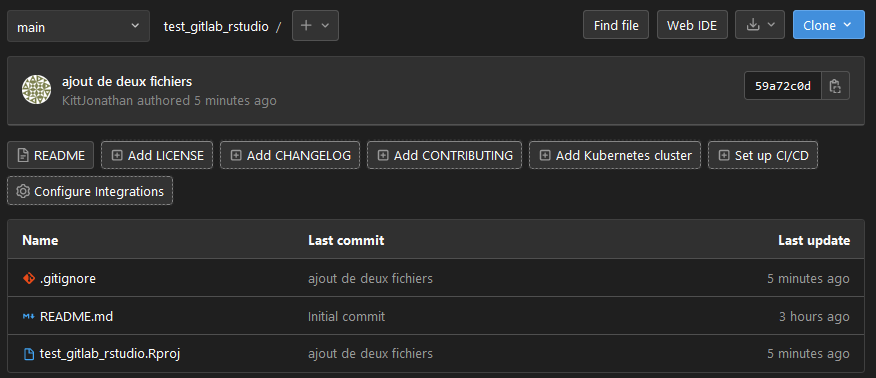 main test_gitlab_rstudio / Find file Web IDE Clone
ajout de deux fichiers
KittJonathan authored 5 minutes ago
59a72c0d
README Add LICENSE Add CHANGELOG Add CONTRIBUTING Add Kubernetes cluster Set up CI/CD
Configure Integrations
Name Last commit Last update
.gitignore ajout de deux fichiers 5 minutes ago
M↓ README.md Initial commit 3 hours ago
test_gitlab_rstudio.Rproj ajout de deux fichiers 5 minutes ago